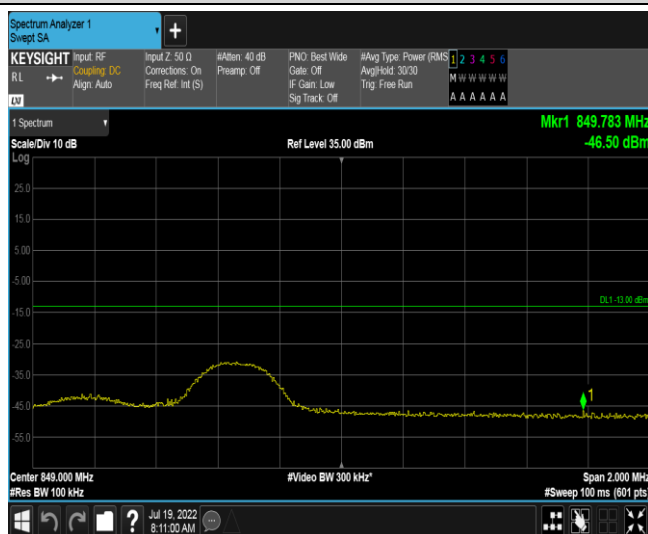 Spectrum Analyzer 1
Swept SA
KEYSIGHT
RL
LXI
Input: RF
Coupling: DC
Align: Auto
Input Z: 50 Ω
Corrections: On
Freq Ref: Int (S)
#Atten: 40 dB
Preamp: Off
PNO: Best Wide
Gate: Off
IF Gain: Low
Sig Track: Off
#Avg Type: Power (RMS
Avg|Hold: 30/30
Trig: Free Run
1 2 3 4 5 6
M W W W W W
A A A A A A
1 Spectrum
Scale/Div 10 dB
Ref Level 35.00 dBm
Mkr1 849.783 MHz
-46.50 dBm
Log
25.0
15.0
5.00
-5.00
DL1 -13.00 dBm
-15.0
-25.0
-35.0
1
-45.0
-55.0
Center 849.000 MHz
#Video BW 300 kHz*
Span 2.000 MHz
#Res BW 100 kHz
#Sweep 100 ms (601 pts)
?
Jul 19, 2022
8:11:00 AM